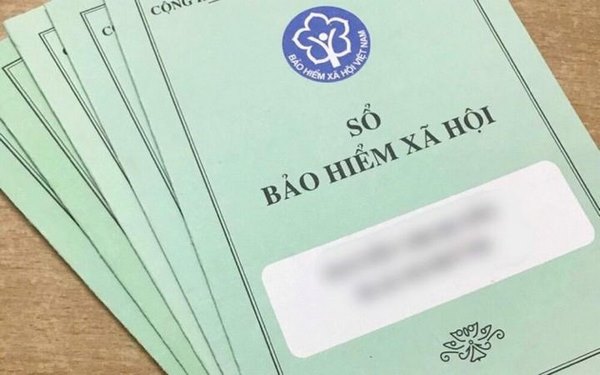 CỘNG
BẢO HIỂM XÃ HỘI VIỆT NAM
SỔ
BẢO HIỂM XÃ HỘI